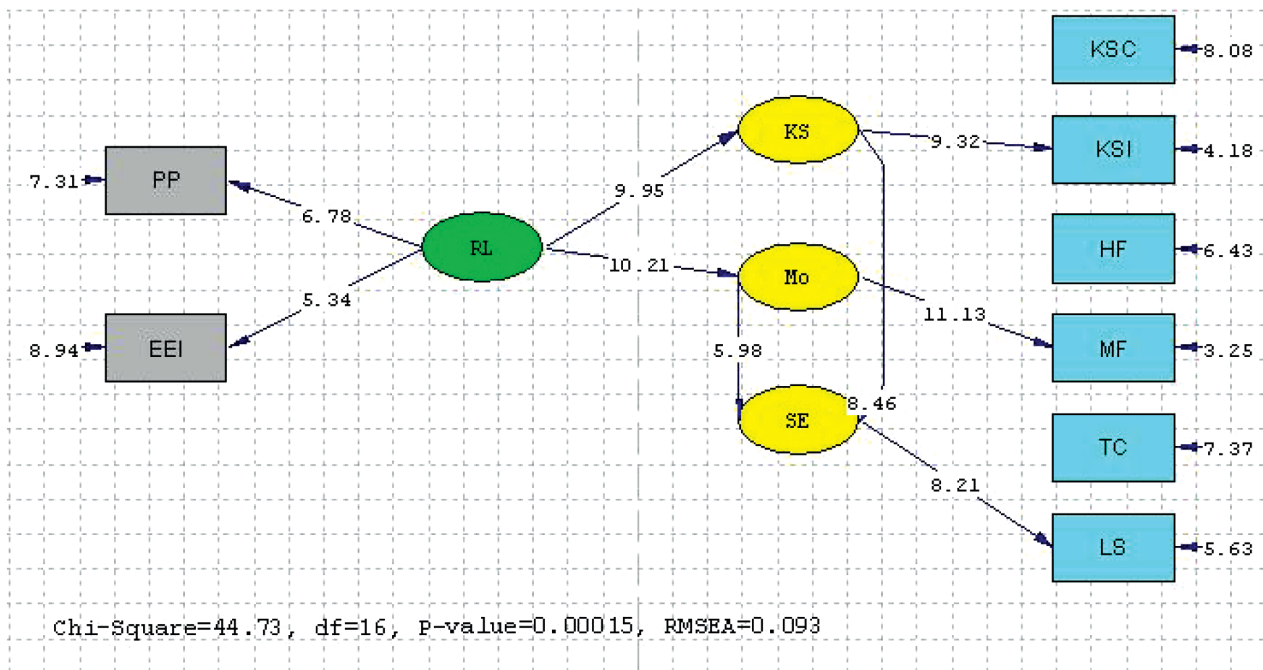 KSC
8.08
KS
9.32
KSI
4.18
PP
7.31
9.95
6.78
RL
HF
6.43
10.21
Mo
5.34
11.13
EEI
8.94
5.98
MF
3.25
8.46
SE
TC
7.37
8.21
LS
5.63
Chi-Square=44.73, df=16, P-value=0.00015, RMSEA=0.093